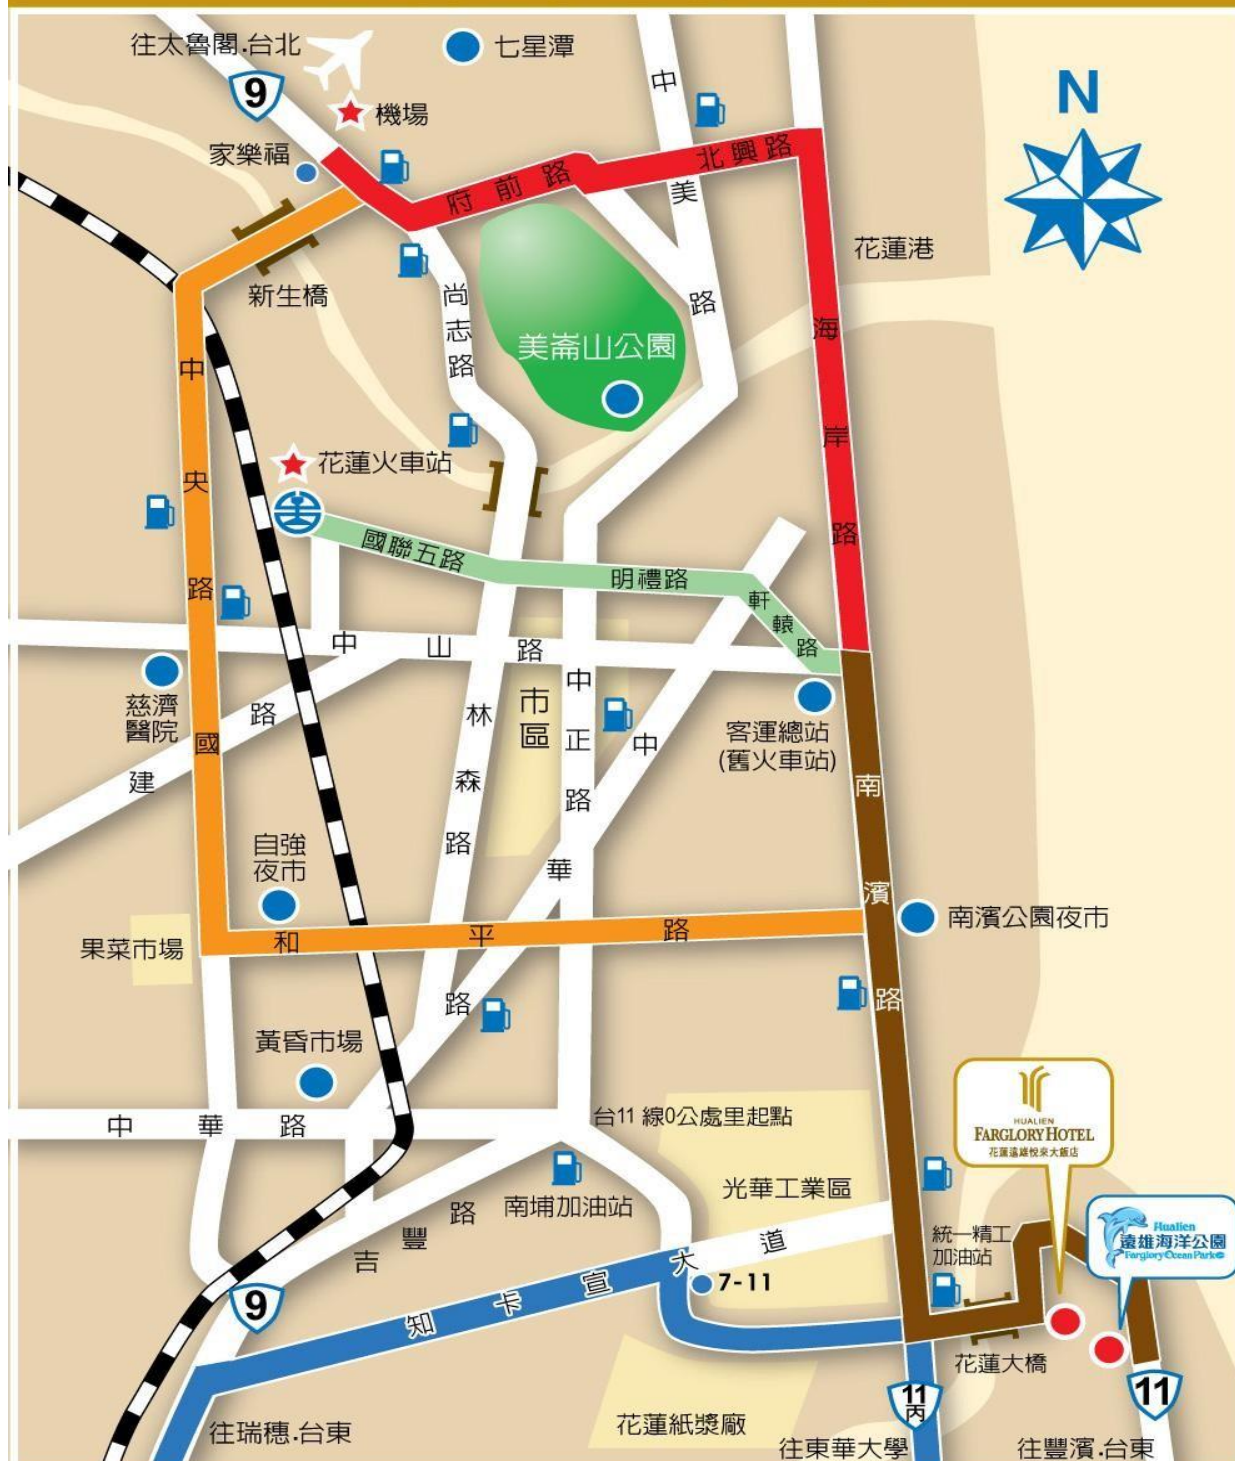 往太魯閣.台北
七星潭
中
N
9
機場
家樂福
府前路
北興路
美
花蓮港
新生橋
尚志路
路
海岸路
美崙山公園
中央路
花蓮火車站
國聯五路
明禮路
軒轅路
中山路
慈濟
醫院
建
路
國
林森路
市區
中正路
中
華
路
客運總站
(舊火車站)
南濱路
自強
夜市
果菜市場
和平路
南濱公園夜市
黃昏市場
中華路
台11 線0公處里起點
HUALIEN
FARGLORY HOTEL
花蓮遠雄悅來大飯店
光華工業區
南埔加油站
吉豐路
統一精工
加油站
Hualien
遠雄海洋公園
Farglory Ocean Park
知卡宣大道
7-11
9
花蓮大橋
11
丙
11
往瑞穗.台東
花蓮紙漿廠
往東華大學
往豐濱.台東